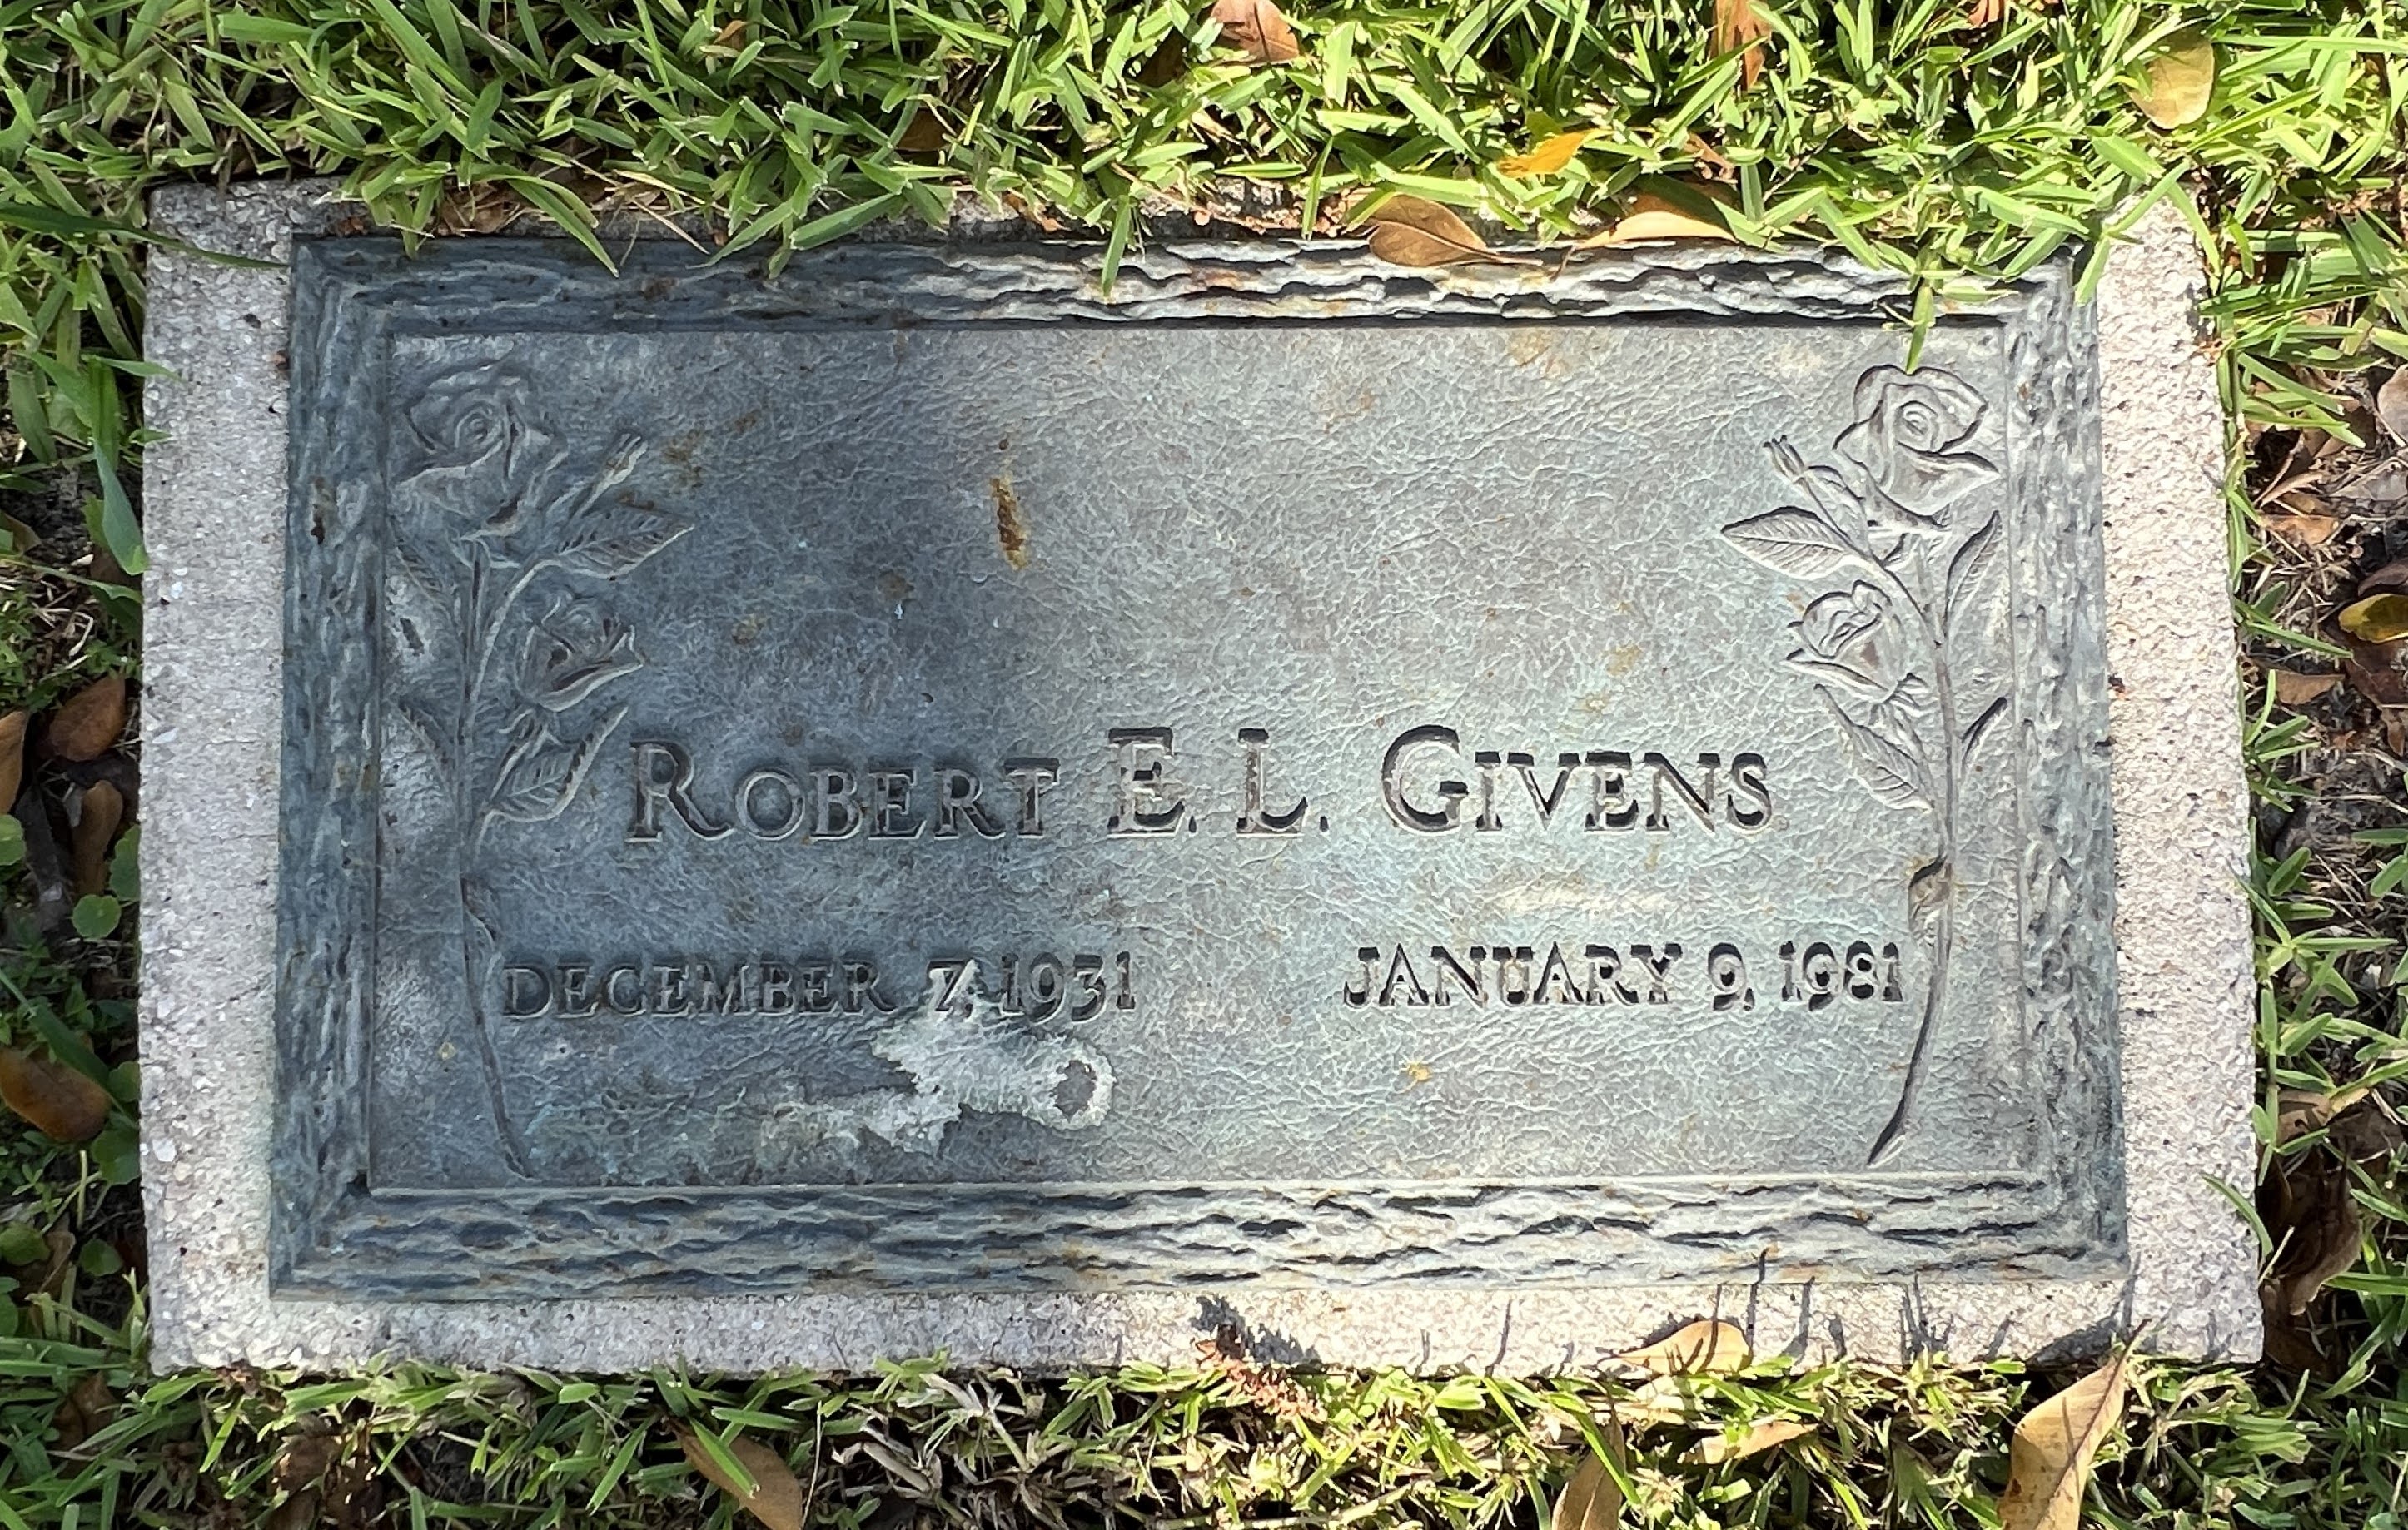 ROBERT E. L. GIVENS
DECEMBER 7, 1931 JANUARY 9, 1981